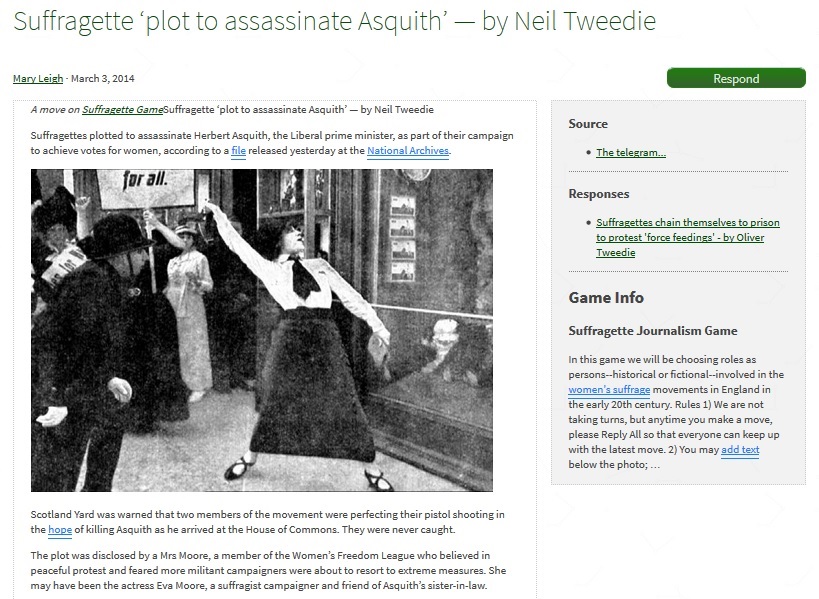 Suffragette ‘plot to assassinate Asquith’ — by Neil Tweedie
Mary Leigh · March 3, 2014
Respond
A move on Suffragette GameSuffragette ‘plot to assassinate Asquith’ — by Neil Tweedie
Suffragettes plotted to assassinate Herbert Asquith, the Liberal prime minister, as part of their campaign
to achieve votes for women, according to a file released yesterday at the National Archives.
for all.
Scotland Yard was warned that two members of the movement were perfecting their pistol shooting in
the hope of killing Asquith as he arrived at the House of Commons. They were never caught.
The plot was disclosed by a Mrs Moore, a member of the Women’s Freedom League who believed in
peaceful protest and feared more militant campaigners were about to resort to extreme measures. She
may have been the actress Eva Moore, a suffragist campaigner and friend of Asquith’s sister-in-law.
Source
The telegram...
Responses
Suffragettes chain themselves to prison
to protest 'force feedings' - by Oliver
Tweedie
Game Info
Suffragette Journalism Game
In this game we will be choosing roles as
persons--historical or fictional--involved in the
women's suffrage movements in England in
the early 20th century. Rules 1) We are not
taking turns, but anytime you make a move,
please Reply All so that everyone can keep up
with the latest move. 2) You may add text
below the photo; …